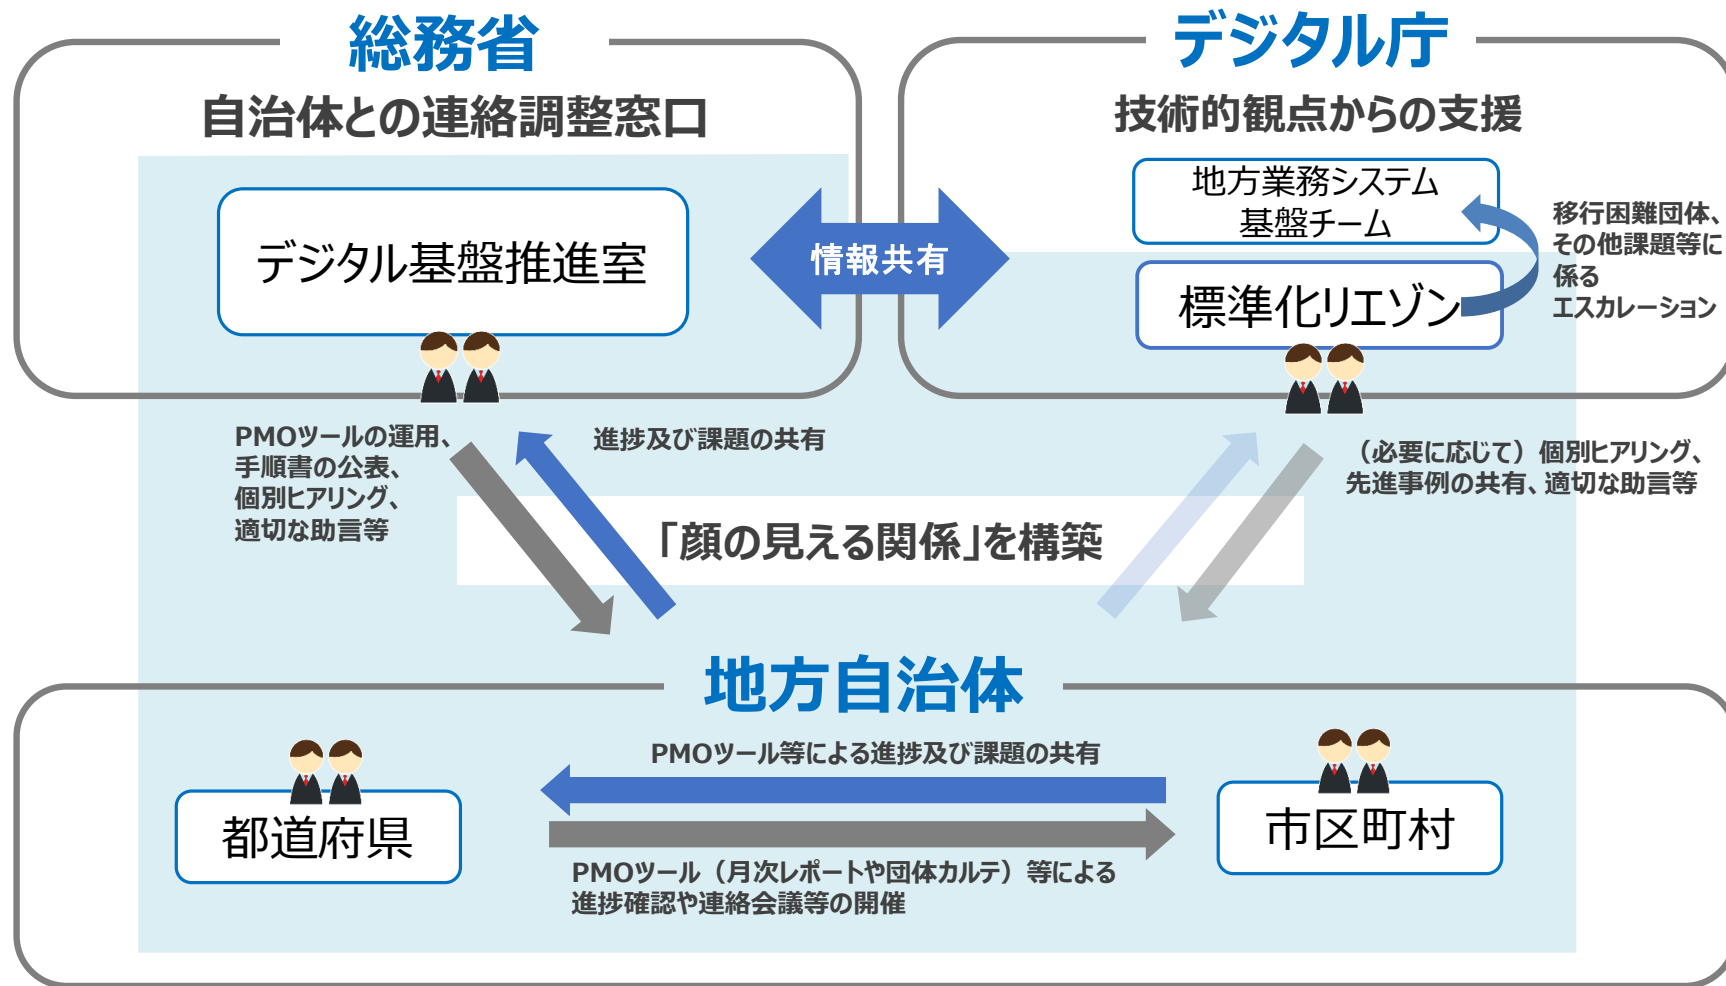 総務省
自治体との連絡調整窓口
デジタル基盤推進室
情報共有
デジタル庁
技術的観点からの支援
地方業務システム
基盤チーム
標準化リエゾン
移行困難団体、
その他課題等に
係る
エスカレーション
PMOツールの運用、
手順書の公表、
個別ヒアリング、
適切な助言等
進捗及び課題の共有
（必要に応じて）個別ヒアリング、
先進事例の共有、適切な助言等
「顔の見える関係」を構築
地方自治体
PMOツール等による進捗及び課題の共有
都道府県
市区町村
PMOツール（月次レポートや団体カルテ）等による
進捗確認や連絡会議等の開催